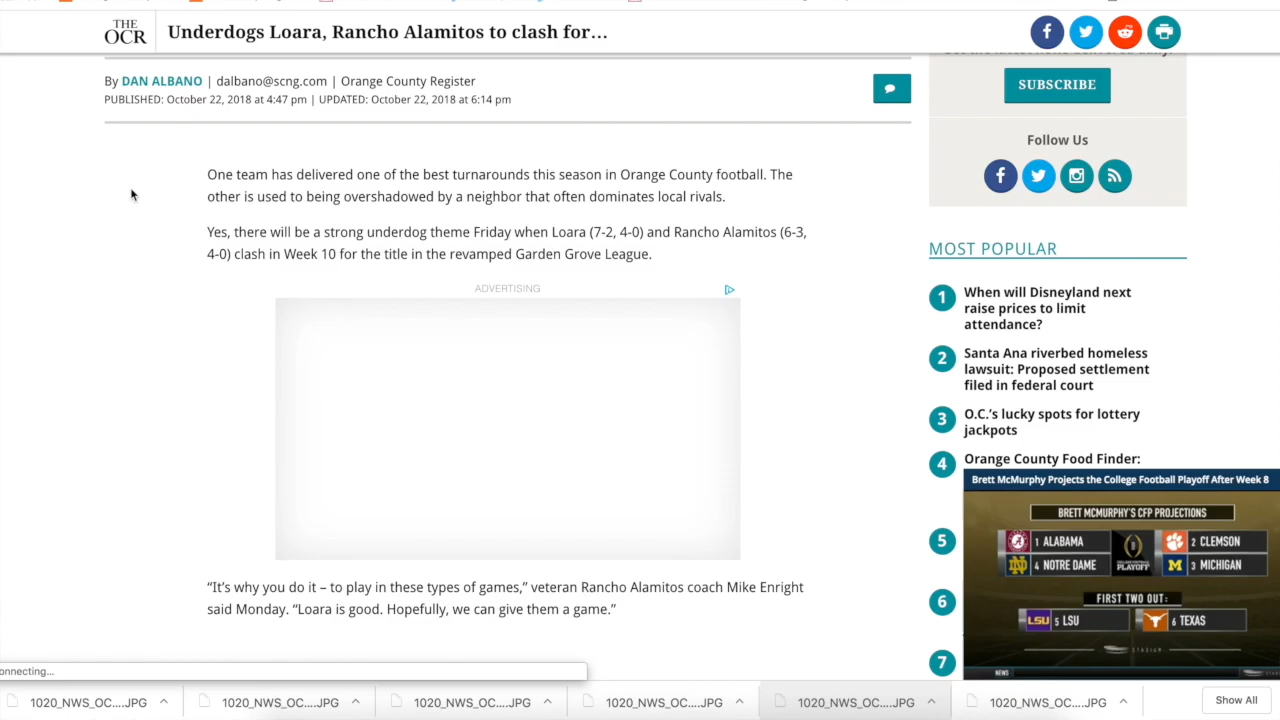 THE
OCR
Underdogs Loara, Rancho Alamitos to clash for...
By DAN ALBANO | dalbano@scng.com | Orange County Register
PUBLISHED: October 22, 2018 at 4:47 pm | UPDATED: October 22, 2018 at 6:14 pm
One team has delivered one of the best turnarounds this season in Orange County football. The
other is used to being overshadowed by a neighbor that often dominates local rivals.
Yes, there will be a strong underdog theme Friday when Loara (7-2, 4-0) and Rancho Alamitos (6-3,
4-0) clash in Week 10 for the title in the revamped Garden Grove League.
ADVERTISING
“It’s why you do it – to play in these types of games,” veteran Rancho Alamitos coach Mike Enright
said Monday. “Loara is good. Hopefully, we can give them a game.”
SUBSCRIBE
Follow Us
MOST POPULAR
1 When will Disneyland next
raise prices to limit
attendance?
2 Santa Ana riverbed homeless
lawsuit: Proposed settlement
filed in federal court
3 O.C.’s lucky spots for lottery
jackpots
4 Orange County Food Finder:
5
6
7
Brett McMurphy Projects the College Football Playoff After Week 8
BRETT MCMURPHY'S CFP PROJECTIONS
1 ALABAMA
2 CLEMSON
4 NOTRE DAME
PLAYOFF
3 MICHIGAN
FIRST TWO OUT:
LSU 5 LSU
6 TEXAS
STADIUM
NEWS
onnecting...
1020_NWS_OC....JPG
1020_NWS_OC....JPG
1020_NWS_OC....JPG
1020_NWS_OC....JPG
1020_NWS_OC....JPG
1020_NWS_OC....JPG
Show All